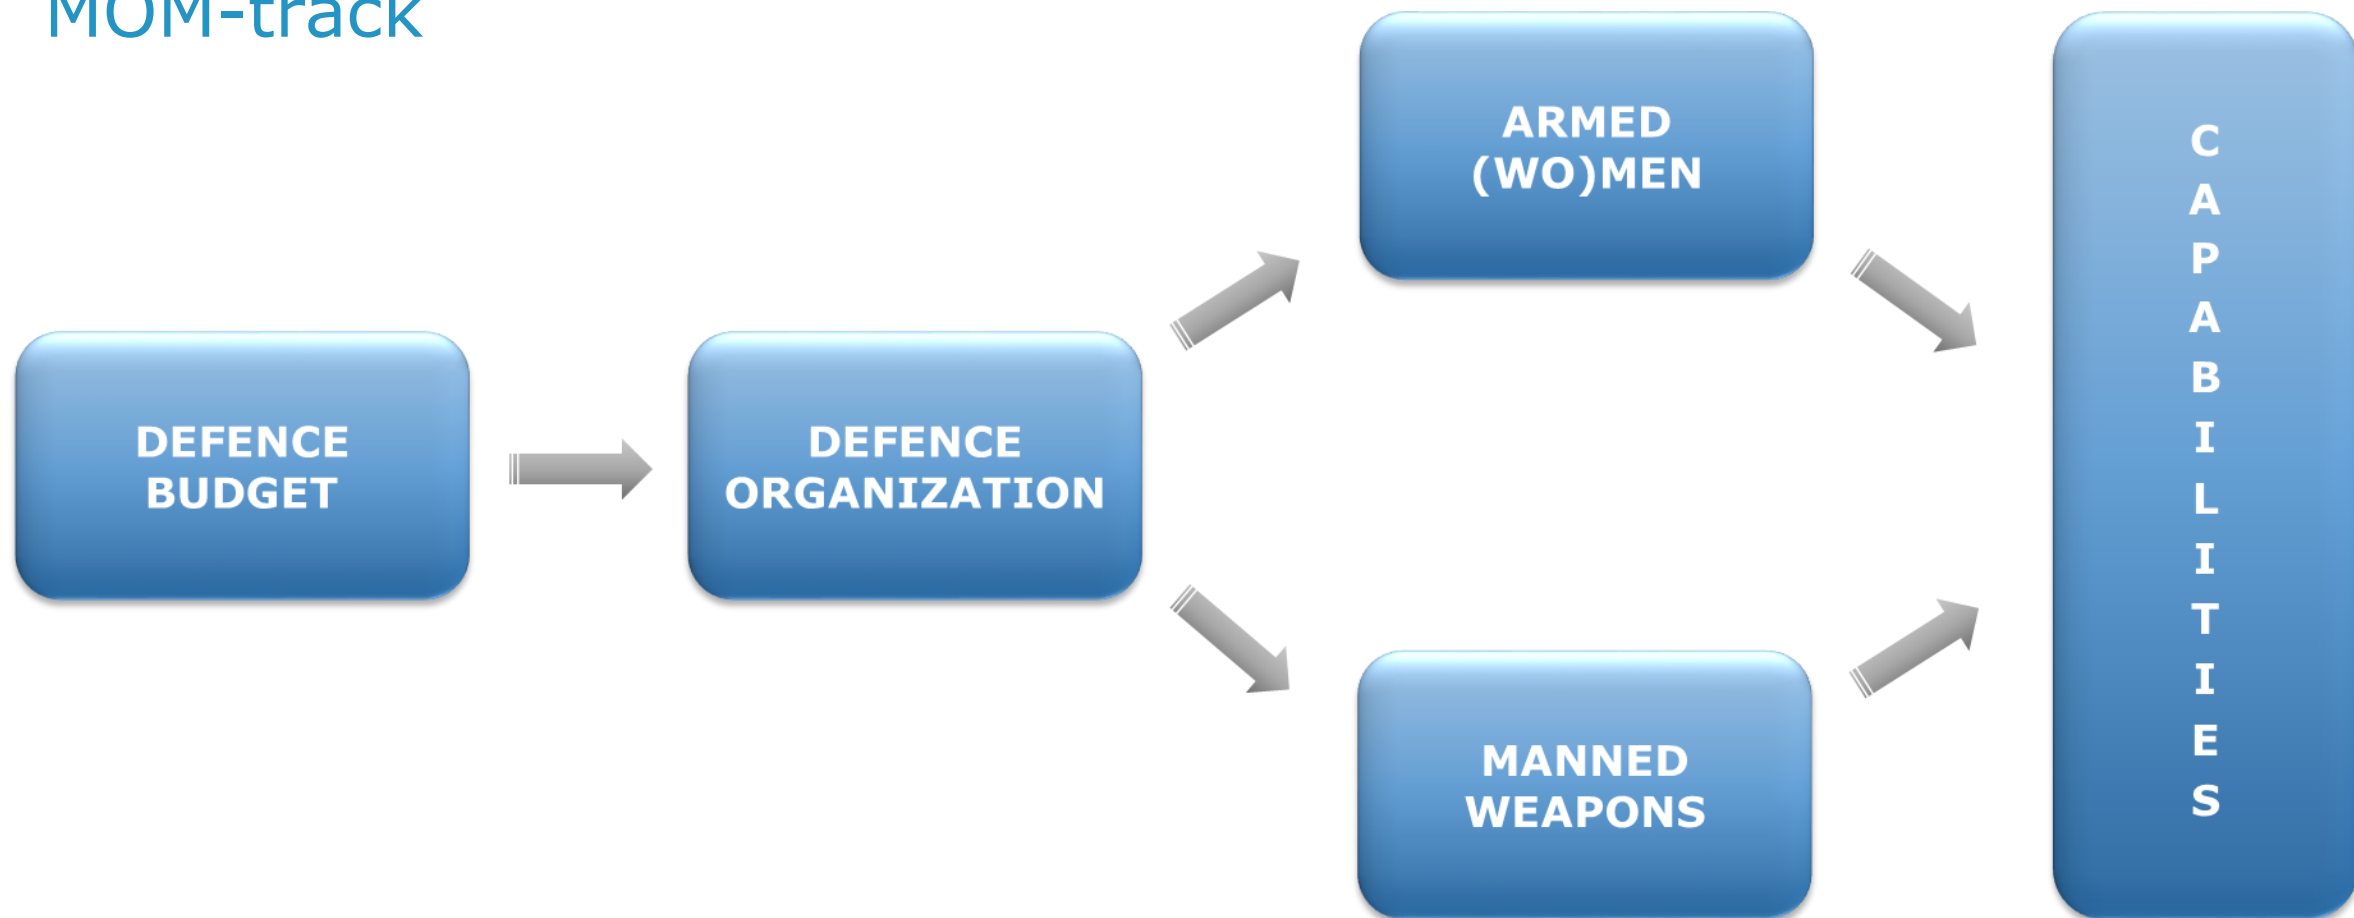 MOM-track
DEFENCE
BUDGET
DEFENCE
ORGANIZATION
ARMED
(WO)MEN
MANNED
WEAPONS
C
A
P
A
B
I
L
I
T
I
E
S